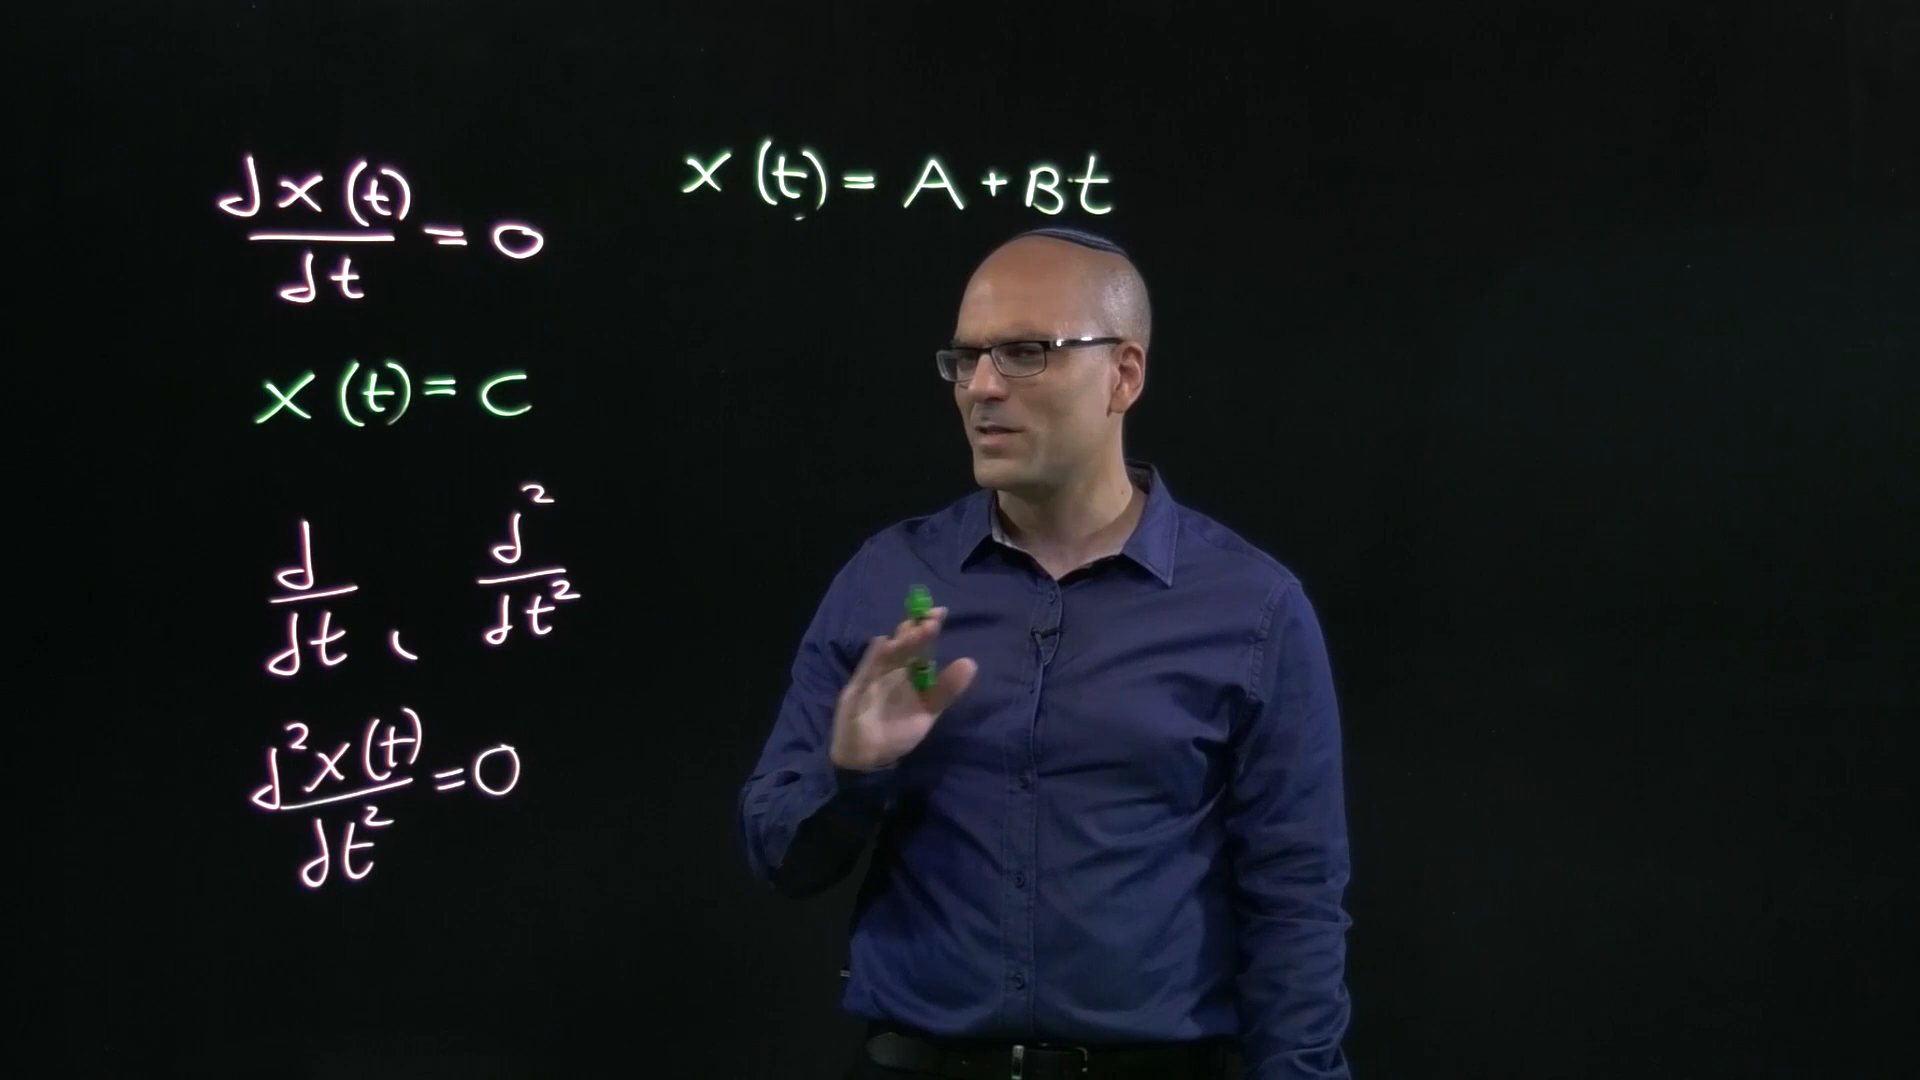 dx(t)/dt = 0
x(t) = A + Bt
x(t) = c
d/dt , d²/dt²
d²x(t)/dt² = 0